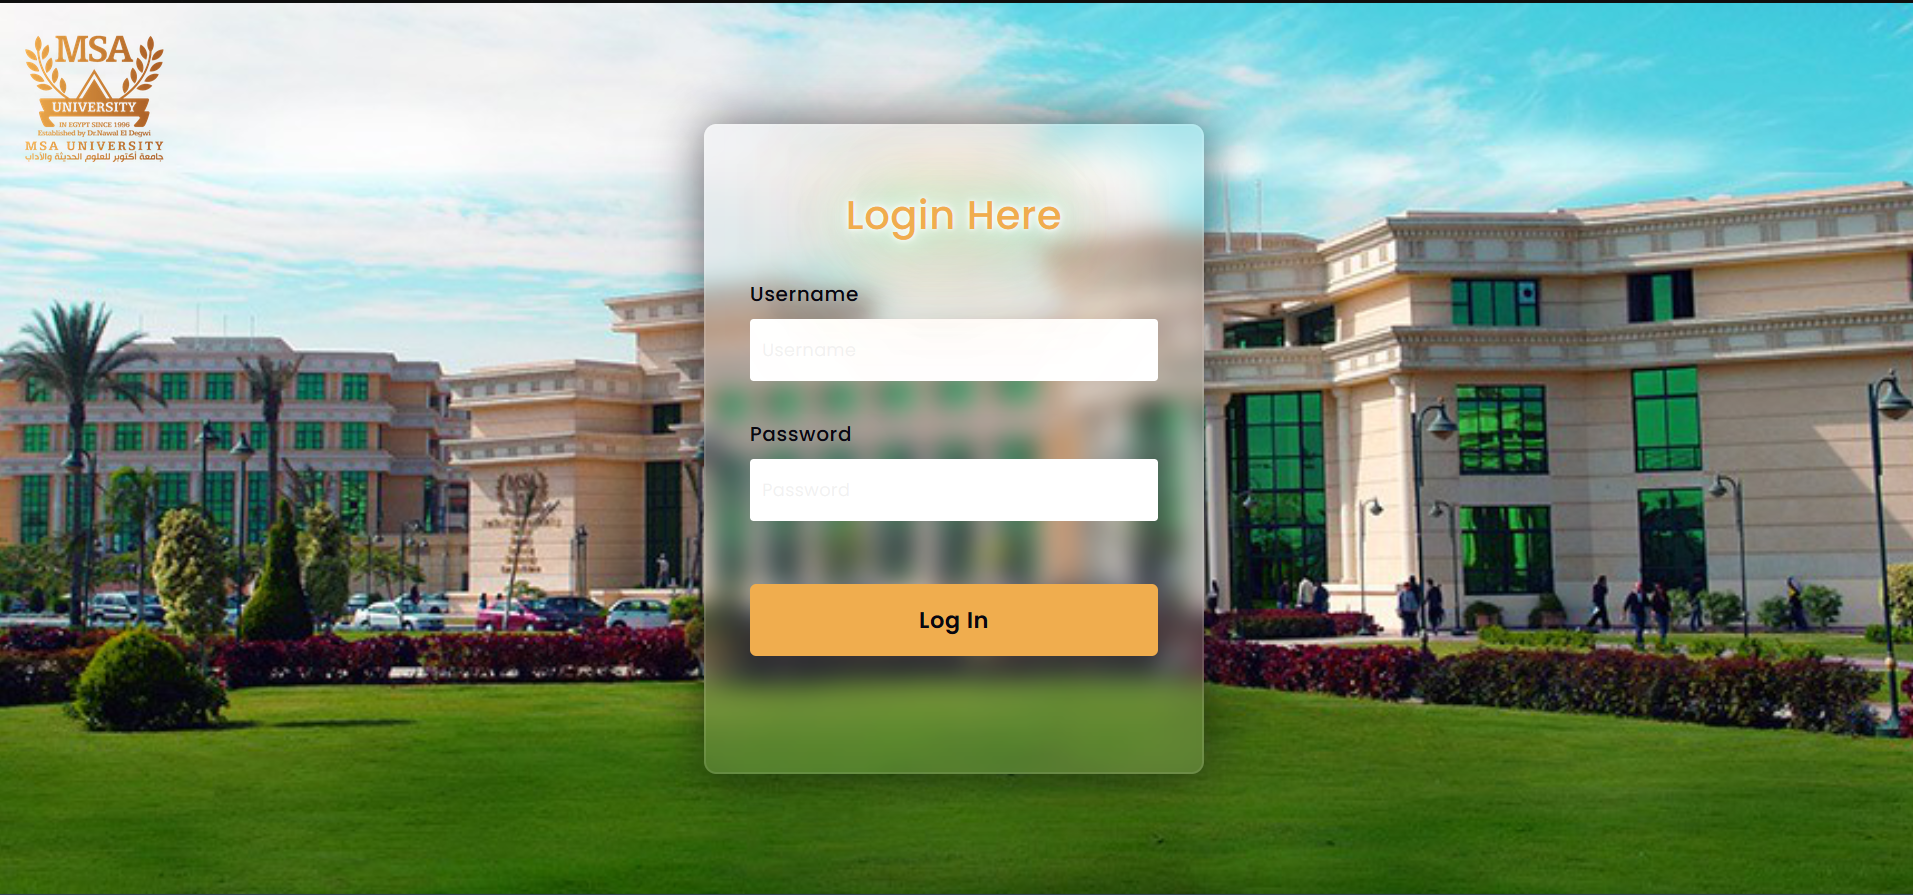 MSA
UNIVERSITY
IN EGYPT SINCE 1996
Established by Dr.Nawal El Degwi
MSA UNIVERSITY
جامعة أكتوبر للعلوم الحديثة والآداب
Login Here
Username
Username
Password
Password
Log In
MSA